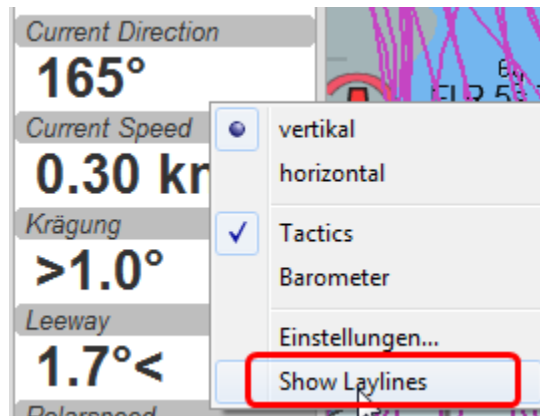 Current Direction
165°
Current Speed
0.30 kr
Krägung
>1.0°
Leeway
1.7°<
Polarspeed
vertikal
horizontal
Tactics
Barometer
Einstellungen...
Show Laylines